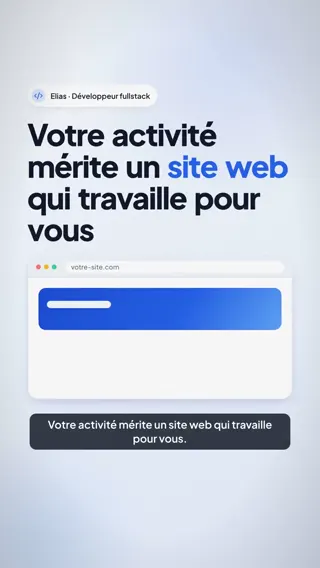 </> Elias · Développeur fullstack
Votre activité
mérite un site web
qui travaille pour
vous
votre-site.com
Votre activité mérite un site web qui travaille
pour vous.